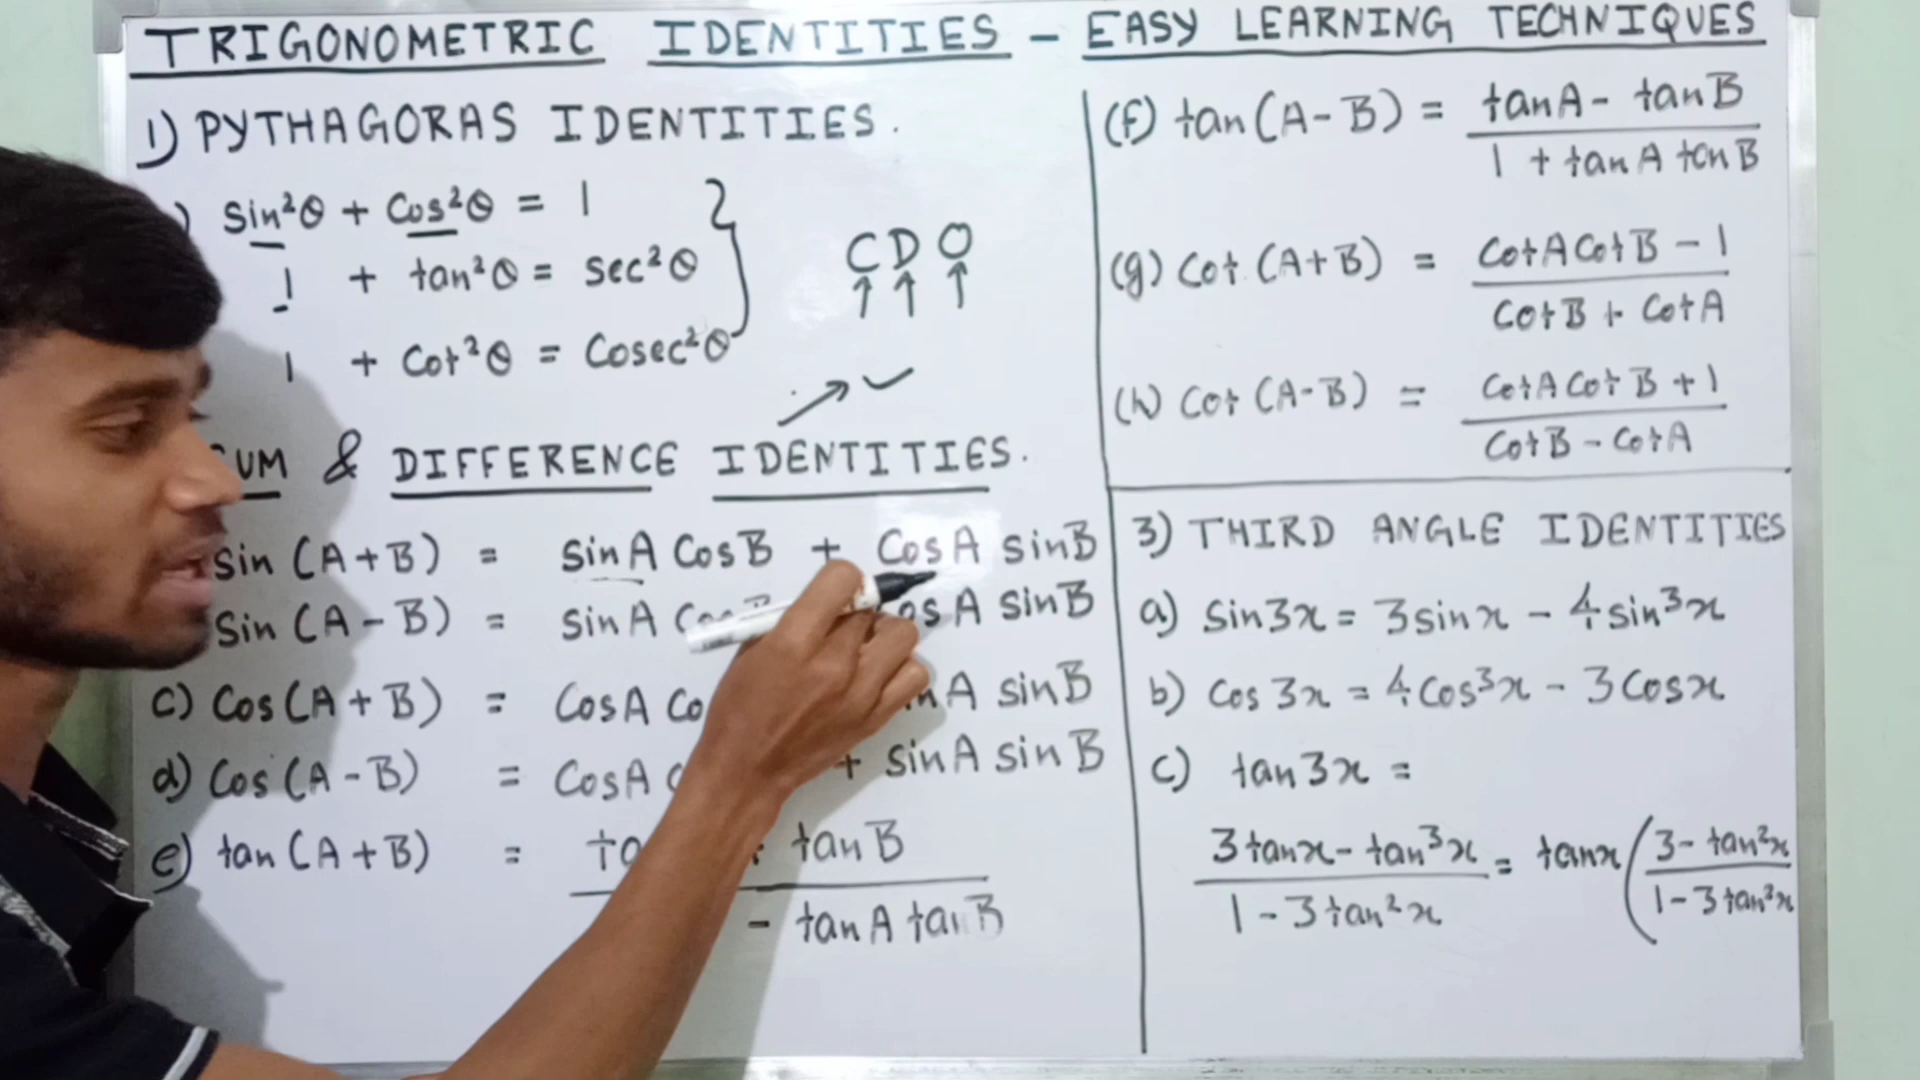 TRIGONOMETRIC IDENTITIES - EASY LEARNING TECHNIQUES
1) PYTHAGORAS IDENTITIES.
) sin²θ + Cos²θ = 1
1 + tan²θ = sec²θ
1 + Cot²θ = Cosec²θ
C D O
UM & DIFFERENCE IDENTITIES.
sin (A+B) = sinA CosB + CosA sinB
Sin (A-B) = sinA A sinB
c) Cos (A+B) = CosA A sinB
d) Cos (A-B) = CosA + sinA sinB
e) tan (A+B) = tanB
- tanA tanB
(f) tan (A-B) = tanA - tanB
1 + tanA tanB
(g) Cot (A+B) = CotA CotB - 1
CotB + CotA
(h) Cot (A-B) = CotA CotB + 1
CotB - CotA
3) THIRD ANGLE IDENTITIES
a) Sin3x = 3sinx - 4sin³x
b) Cos3x = 4Cos³x - 3Cosx
c) tan3x =
3tanx - tan³x = tanx ( 3 - tan²x
1 - 3tan²x 1 - 3tan²x